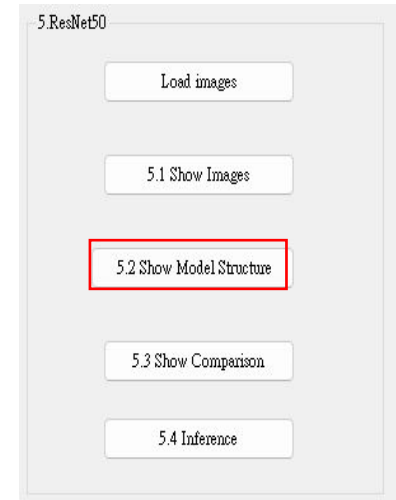 5.ResNet50
Load images
5.1 Show Images
5.2 Show Model Structure
5.3 Show Comparison
5.4 Inference